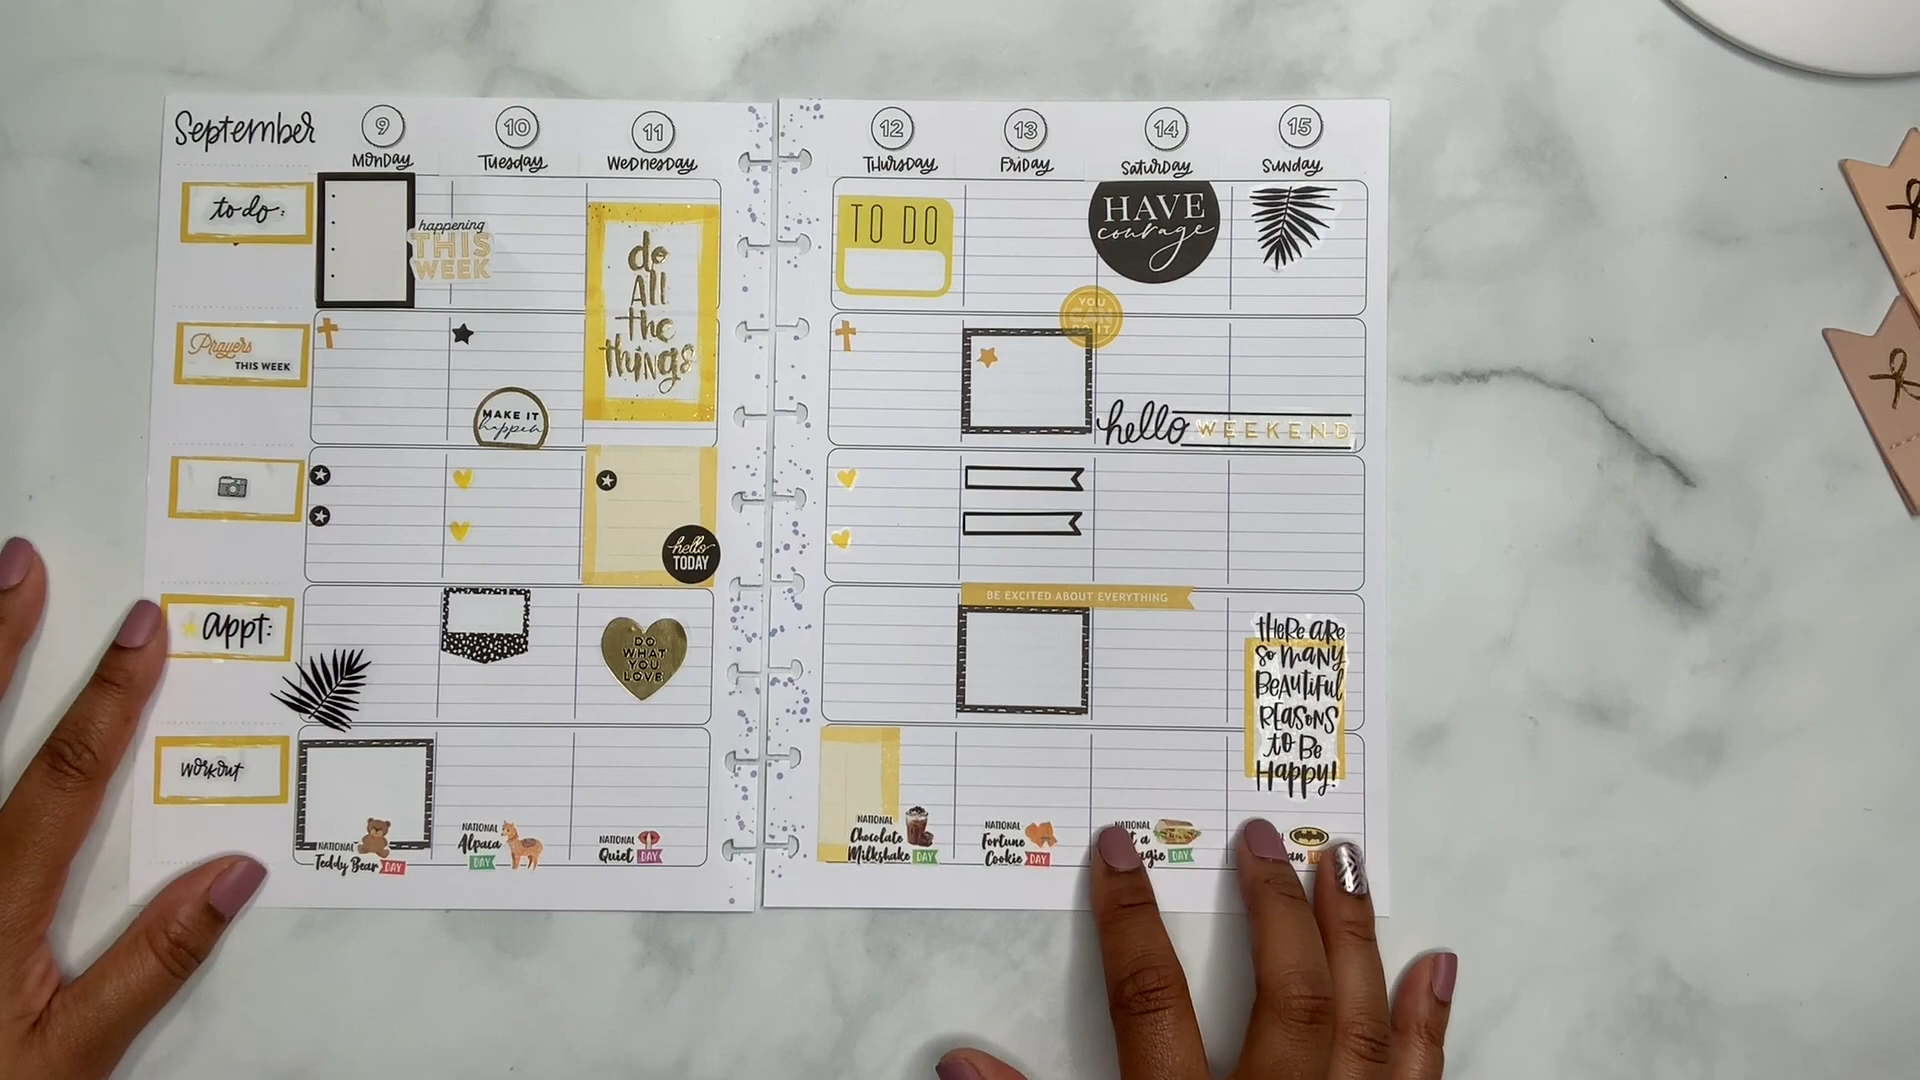 September
9
10
11
12
13
14
15
Monday
Tuesday
Wednesday
Thursday
Friday
Saturday
Sunday
to do:
happening
THIS
WEEK
do
All
the
things
TO DO
HAVE
courage
Prayers
THIS WEEK
MAKE IT
happen
YOU
CAN
DO IT
hello WEEKEND
hello
TODAY
appt:
DO
WHAT
YOU
LOVE
BE EXCITED ABOUT EVERYTHING
THERE ARE
SO MANY
BEAUTIFUL
REASONS
to BE
HAPPY!
workout
NATIONAL
Teddy Bear DAY
NATIONAL
Alpaca
DAY
NATIONAL
Quiet DAY
NATIONAL
Chocolate
Milkshake DAY
NATIONAL
Fortune
Cookie DAY
NATIONAL
a
DAY